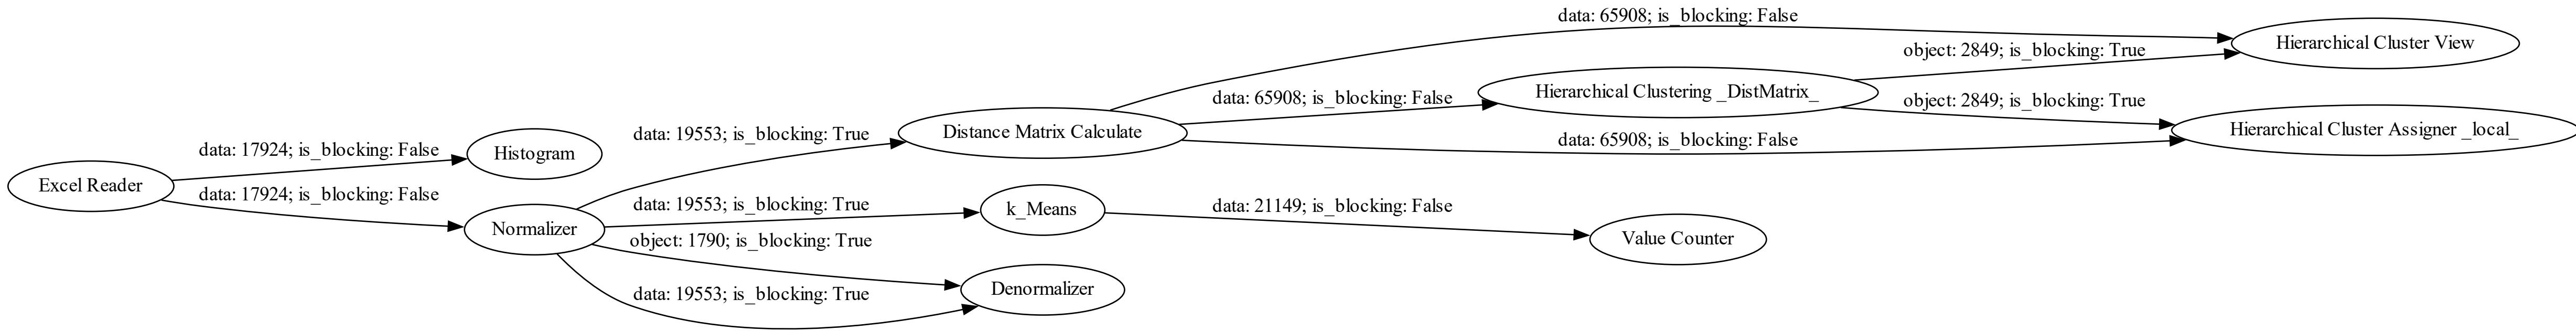 data: 65908; is_blocking: False
Hierarchical Cluster View
object: 2849; is_blocking: True
Hierarchical Clustering _DistMatrix_
data: 65908; is_blocking: False
object: 2849; is_blocking: True
Hierarchical Cluster Assigner _local_
data: 19553; is_blocking: True
Distance Matrix Calculate
data: 65908; is_blocking: False
data: 17924; is_blocking: False
Histogram
Excel Reader
data: 17924; is_blocking: False
Normalizer
data: 19553; is_blocking: True
k_Means
data: 21149; is_blocking: False
Value Counter
object: 1790; is_blocking: True
Denormalizer
data: 19553; is_blocking: True